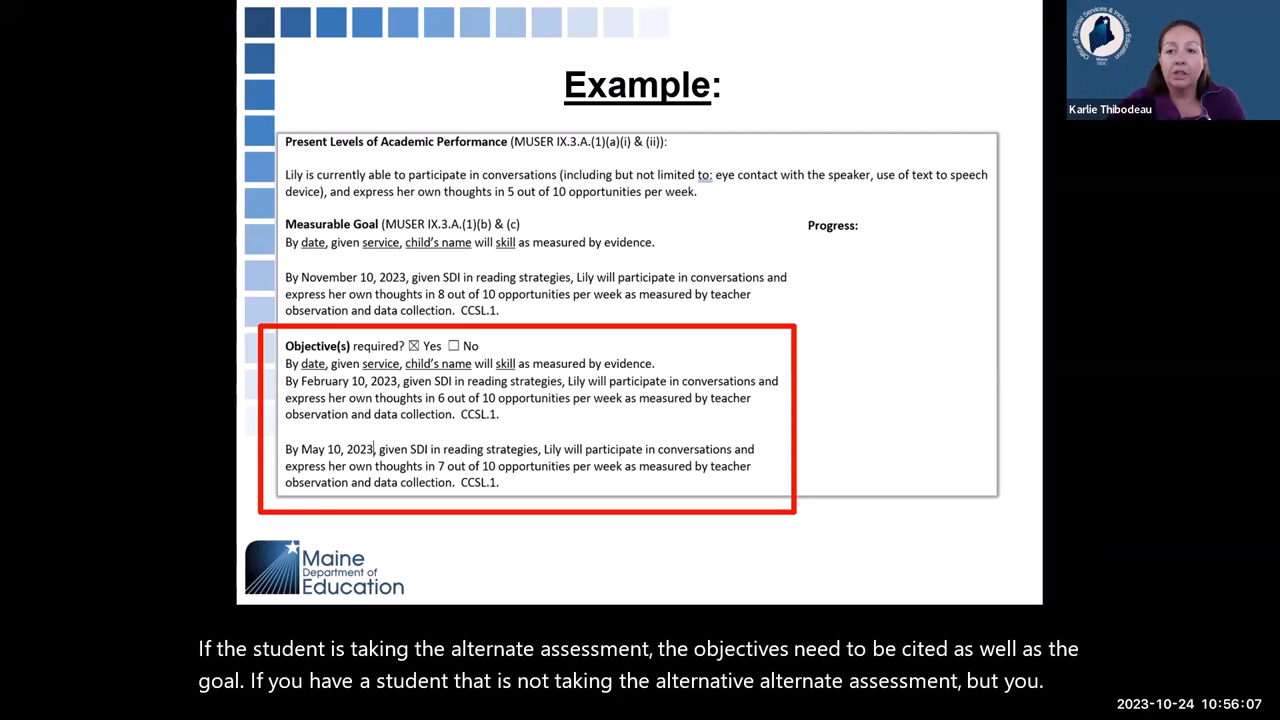 Example:
Present Levels of Academic Performance (MUSER IX.3.A.(1)(a)(i) & (ii)):
Lily is currently able to participate in conversations (including but not limited to: eye contact with the speaker, use of text to speech
device), and express her own thoughts in 5 out of 10 opportunities per week.
Measurable Goal (MUSER IX.3.A.(1)(b) & (c)
Progress:
By date, given service, child's name will skill as measured by evidence.
By November 10, 2023, given SDI in reading strategies, Lily will participate in conversations and
express her own thoughts in 8 out of 10 opportunities per week as measured by teacher
observation and data collection.  CCSL.1.
Objective(s) required? ☒ Yes ☐ No
By date, given service, child's name will skill as measured by evidence.
By February 10, 2023, given SDI in reading strategies, Lily will participate in conversations and
express her own thoughts in 6 out of 10 opportunities per week as measured by teacher
observation and data collection.  CCSL.1.
By May 10, 2023, given SDI in reading strategies, Lily will participate in conversations and
express her own thoughts in 7 out of 10 opportunities per week as measured by teacher
observation and data collection.  CCSL.1.
Maine
Department of
Education
Office of Special Services & Inclusive Education
Maine
DOE
Karlie Thibodeau
If the student is taking the alternate assessment, the objectives need to be cited as well as the
goal. If you have a student that is not taking the alternative alternate assessment, but you.
2023-10-24 10:56:07